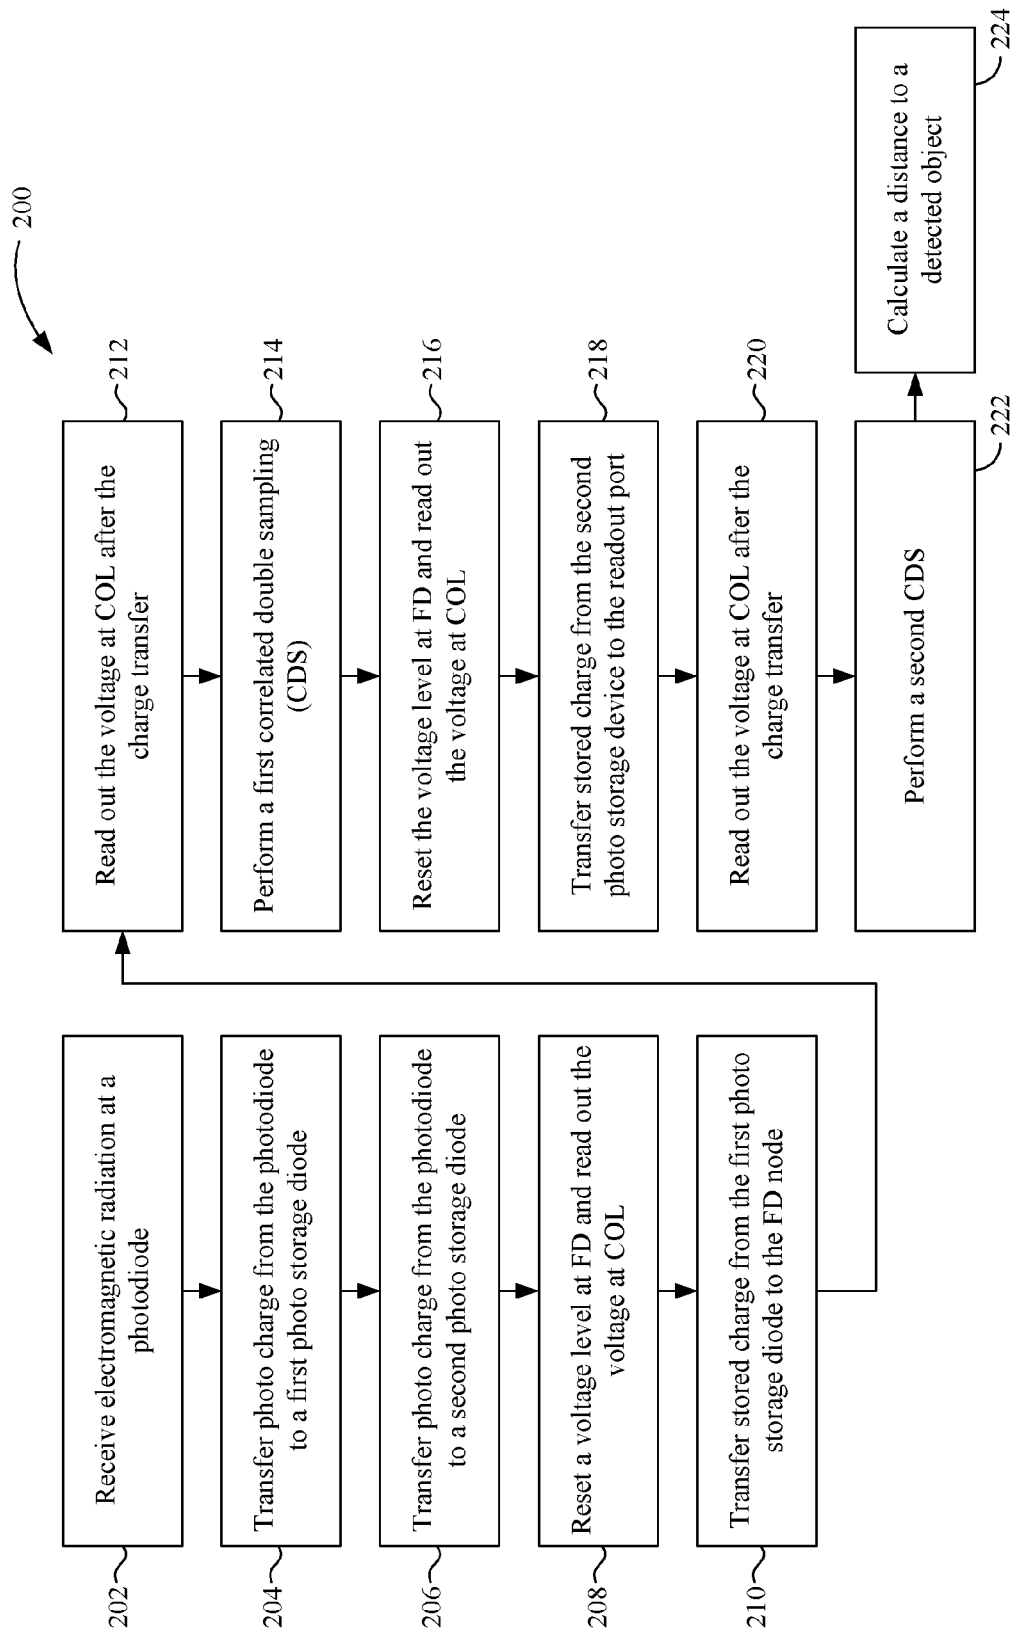 200
202
Receive electromagnetic radiation at a
photodiode
204
Transfer photo charge from the photodiode
to a first photo storage diode
206
Transfer photo charge from the photodiode
to a second photo storage diode
208
Reset a voltage level at FD and read out the
voltage at COL
210
Transfer stored charge from the first photo
storage diode to the FD node
Read out the voltage at COL after the
charge transfer
212
Perform a first correlated double sampling
(CDS)
214
Reset the voltage level at FD and read out
the voltage at COL
216
Transfer stored charge from the second
photo storage device to the readout port
218
Read out the voltage at COL after the
charge transfer
220
Perform a second CDS
222
Calculate a distance to a
detected object
224